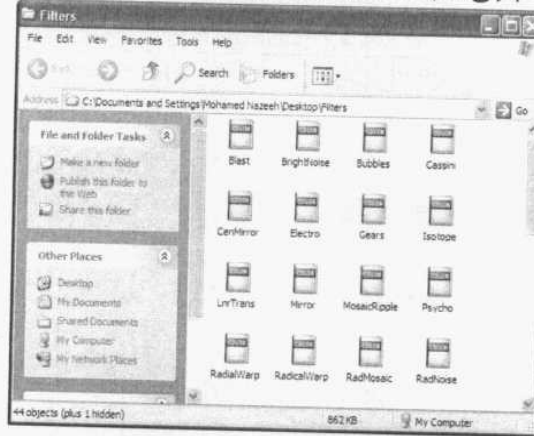 Filters
File Edit View Favorites Tools Help
Search Folders
Address C:\Documents and Settings\Mohamed Nazeeh\Desktop\Filters Go
File and Folder Tasks
Make a new folder
Publish this folder to
the Web
Share this folder
Other Places
Desktop
My Documents
Shared Documents
My Computer
My Network Places
Blast BrightNoise Bubbles Cassini
CenMirror Electro Gears Isotope
LnrTrans Mirror MosaicRipple Psycho
RadialWarp RadicalWarp RadMosaic RadNoise
44 objects (plus 1 hidden) 862 KB My Computer